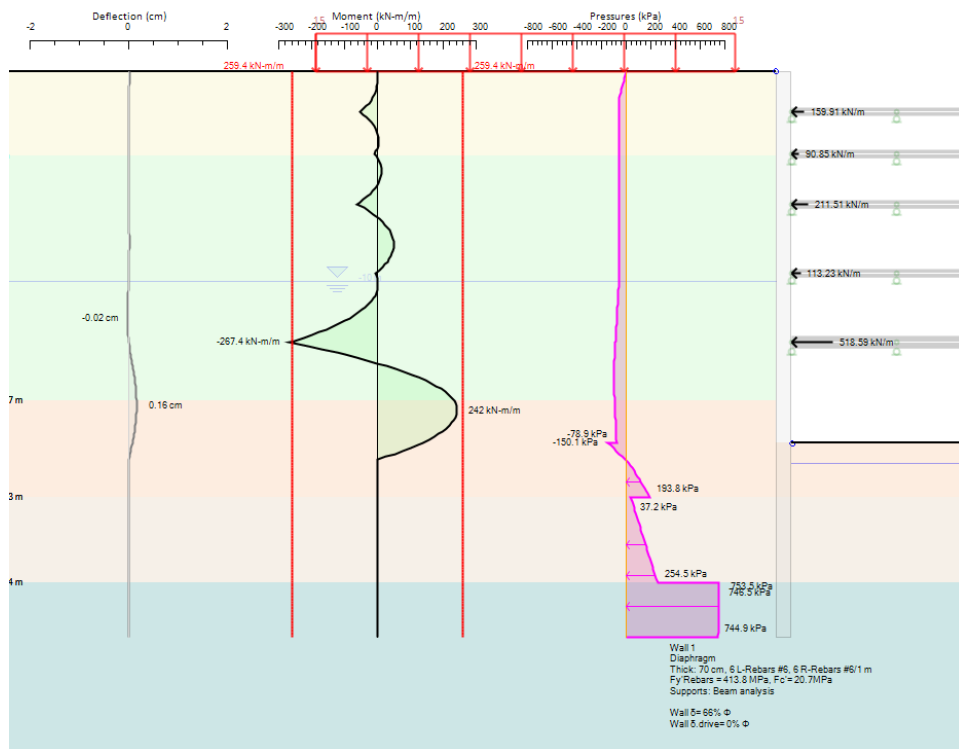 Deflection (cm)
Moment (kN-m/m)
Pressures (kPa)
15
15
-2 0 2
-300 -200 -100 0 100 200 300
-800 -600 -400 -200 0 200 400 600 800
259.4 kN-m/m
259.4 kN-m/m
159.91 kN/m
90.85 kN/m
211.51 kN/m
113.23 kN/m
-0.02 cm
-267.4 kN-m/m
518.59 kN/m
7 m
0.16 cm
242 kN-m/m
-78.9 kPa
-150.1 kPa
193.8 kPa
3 m
37.2 kPa
254.5 kPa
4 m
753.5 kPa
746.5 kPa
744.9 kPa
Wall 1
Diaphragm
Thick: 70 cm, 6 L-Rebars #6, 6 R-Rebars #6/1 m
Fy'Rebars = 413.8 MPa, Fc'= 20.7MPa
Supports: Beam analysis
Wall δ= 66% Φ
Wall δ.drive= 0% Φ